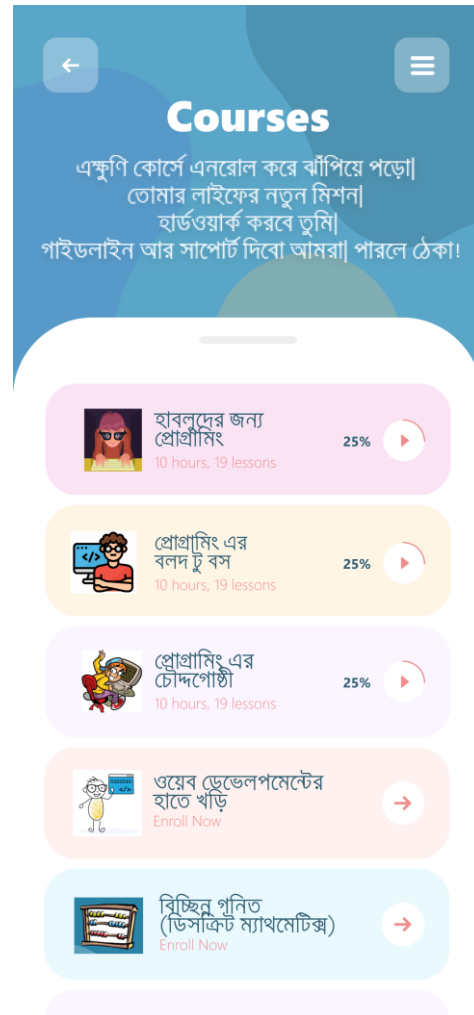 Courses
এক্ষুণি কোর্সে এনরোল করে ঝাঁপিয়ে পড়ো|
তোমার লাইফের নতুন মিশন|
হার্ডওয়ার্ক করবে তুমি|
গাইডলাইন আর সাপোর্ট দিবো আমরা| পারলে ঠেকা!
হাবলুদের জন্য
প্রোগ্রামিং
10 hours, 19 lessons
25%
প্রোগ্রামিং এর
বলদ টু বস
10 hours, 19 lessons
25%
প্রোগ্রামিং এর
চৌদ্দগোষ্ঠী
10 hours, 19 lessons
25%
ওয়েব ডেভেলপমেন্টের
হাতে খড়ি
Enroll Now
বিচ্ছিন্ন গনিত
(ডিসক্রিট ম্যাথমেটিক্স)
Enroll Now